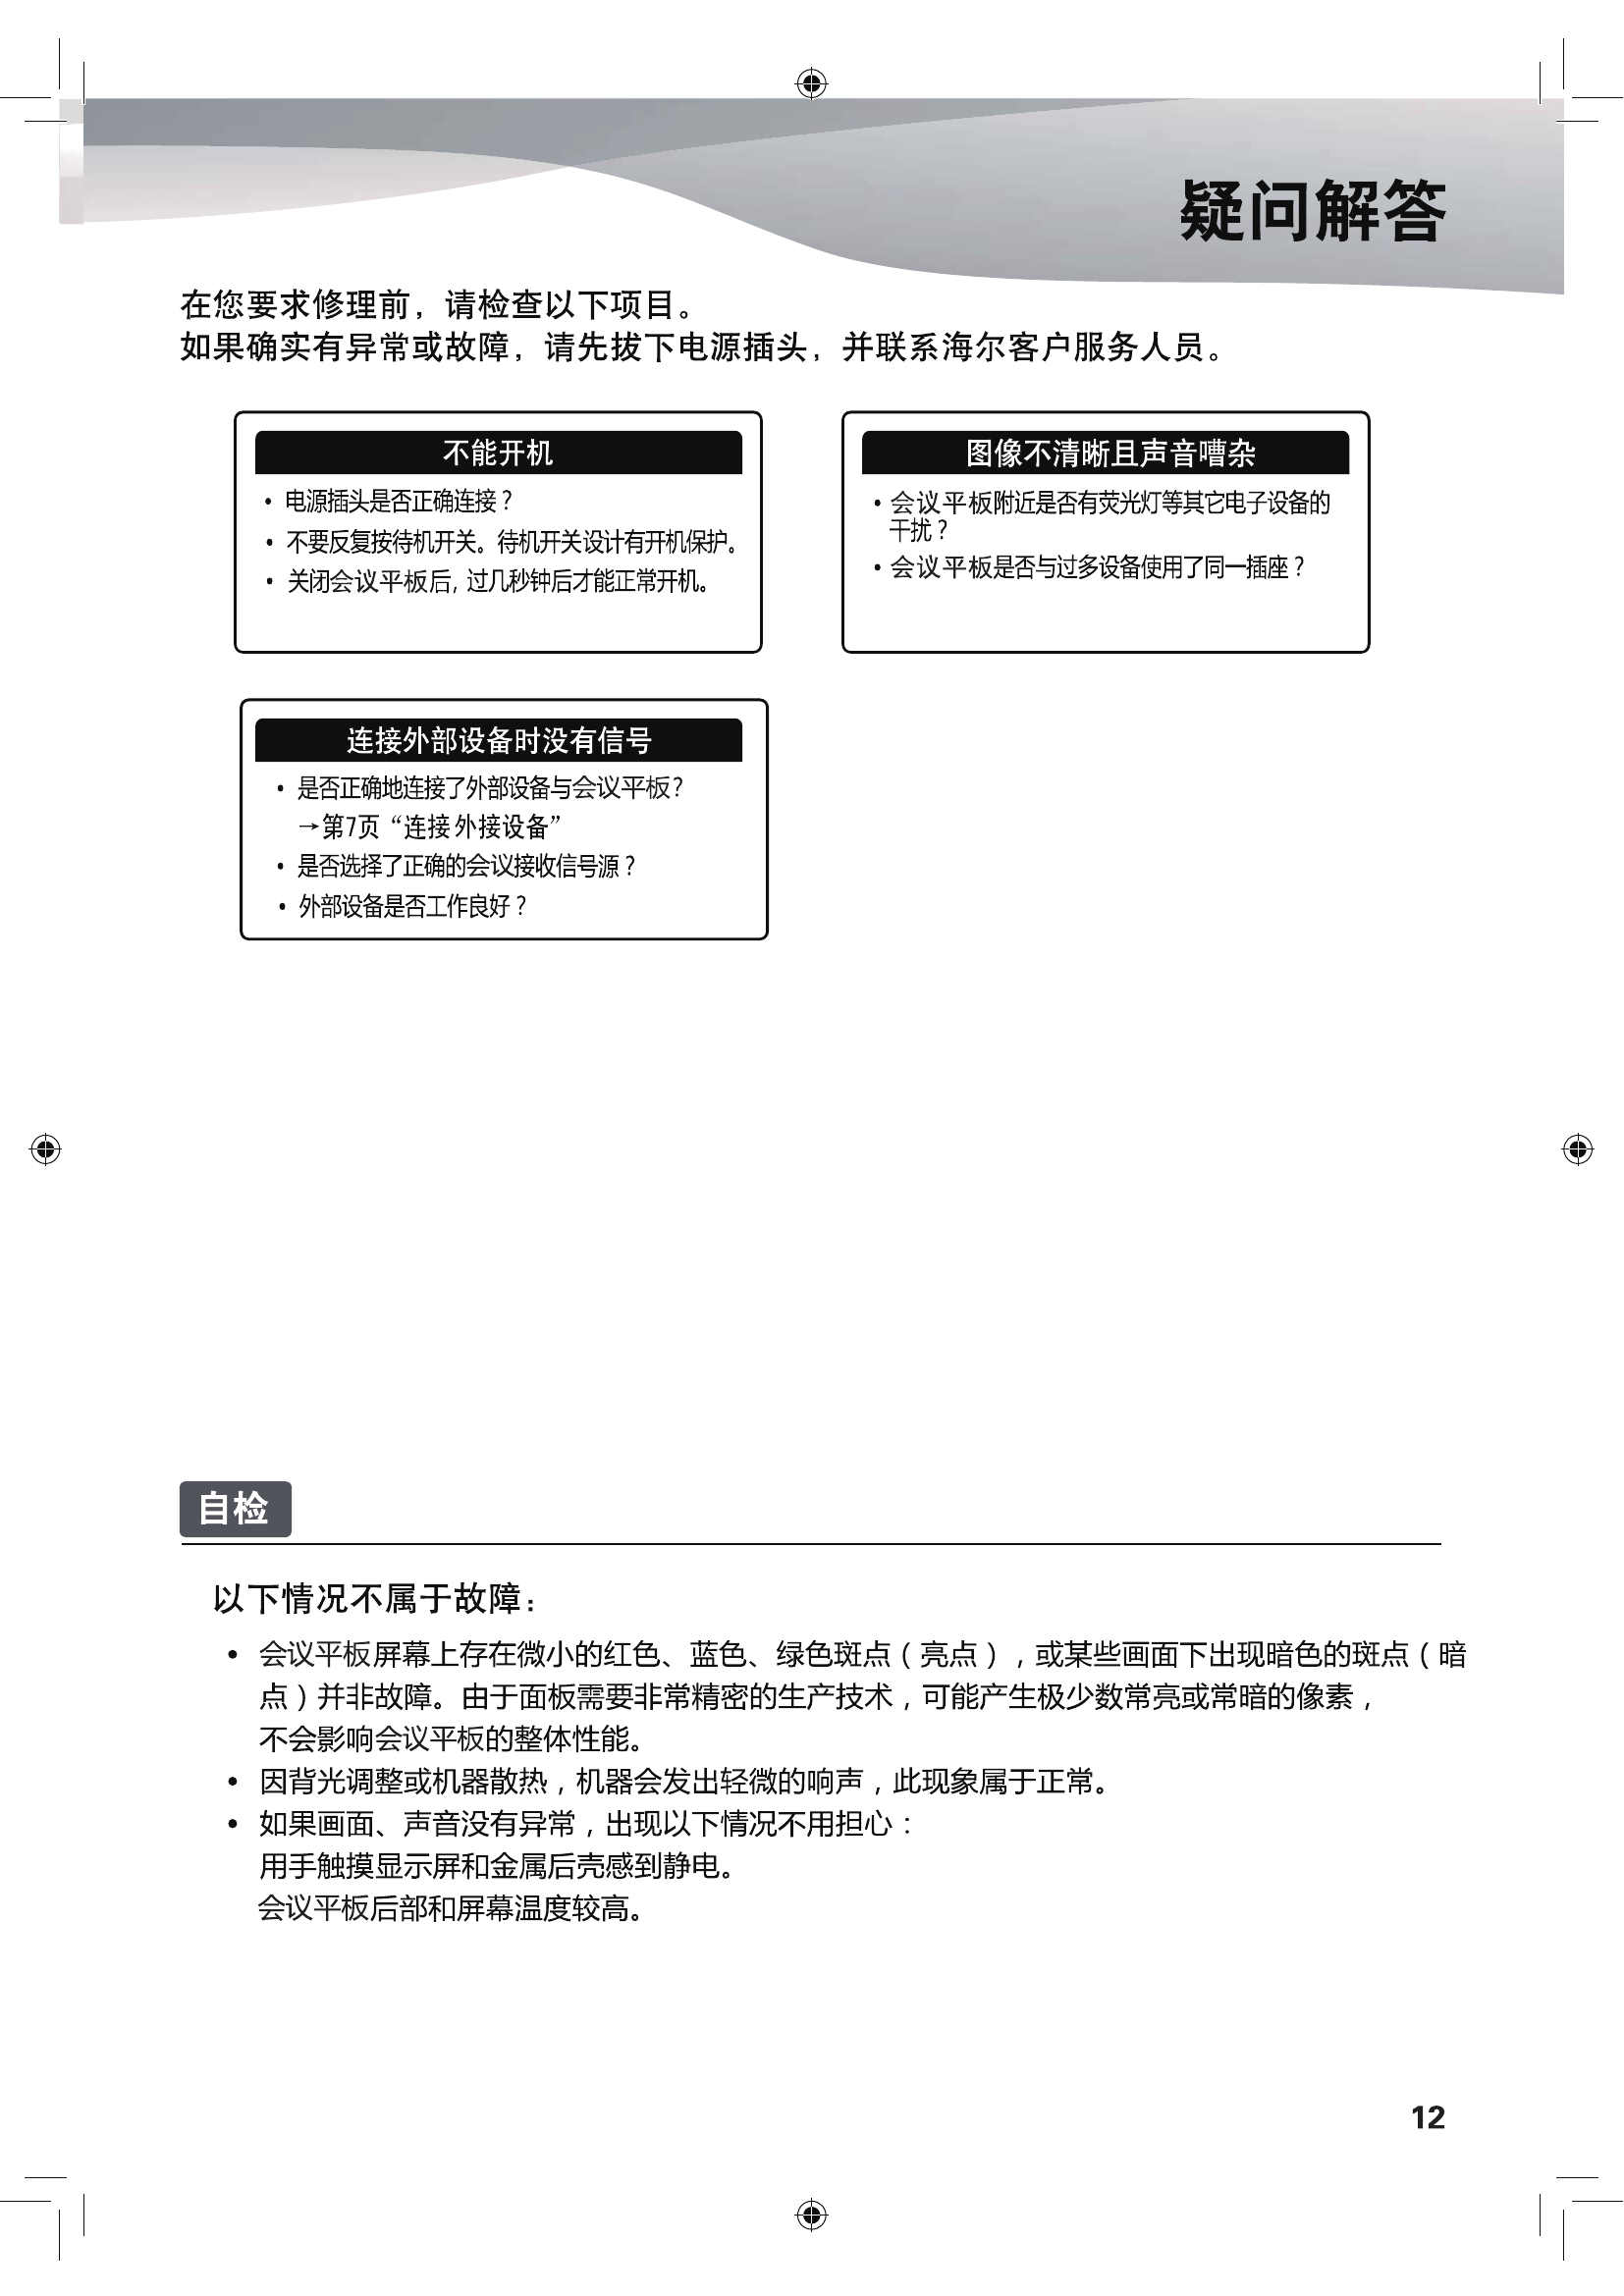 疑问解答
在您要求修理前，请检查以下项目。
如果确实有异常或故障，请先拔下电源插头，并联系海尔客户服务人员。
不能开机
• 电源插头是否正确连接？
• 不要反复按待机开关。待机开关设计有开机保护。
• 关闭会议平板后, 过几秒钟后才能正常开机。
图像不清晰且声音嘈杂
• 会议平板附近是否有荧光灯等其它电子设备的
干扰？
• 会议平板是否与过多设备使用了同一插座？
连接外部设备时没有信号
• 是否正确地连接了外部设备与会议平板?
→第7页 “连接外接设备”
• 是否选择了正确的会议接收信号源？
• 外部设备是否工作良好？
自检
以下情况不属于故障：
• 会议平板屏幕上存在微小的红色、蓝色、绿色斑点（亮点），或某些画面下出现暗色的斑点（暗
点）并非故障。由于面板需要非常精密的生产技术，可能产生极少数常亮或常暗的像素，
不会影响会议平板的整体性能。
• 因背光调整或机器散热，机器会发出轻微的响声，此现象属于正常。
• 如果画面、声音没有异常，出现以下情况不用担心：
用手触摸显示屏和金属后壳感到静电。
会议平板后部和屏幕温度较高。
12